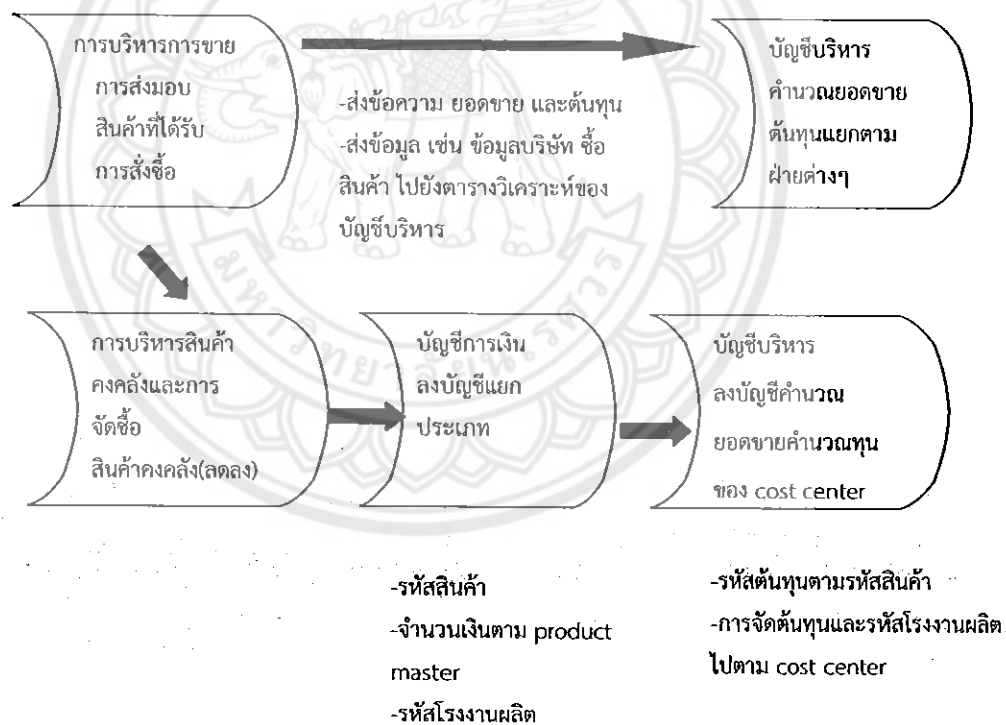 การบริหารการขาย
การส่งมอบ
สินค้าที่ได้รับ
การสั่งซื้อ
-ส่งข้อความ ยอดขาย และต้นทุน
-ส่งข้อมูล เช่น ข้อมูลบริษัท ชื่อ
สินค้า ไปยังตารางวิเคราะห์ของ
บัญชีบริหาร
บัญชีบริหาร
คำนวณยอดขาย
ต้นทุนแยกตาม
ฝ่ายต่างๆ
การบริหารสินค้า
คงคลังและการ
จัดซื้อ
สินค้าคงคลัง(ลดลง)
บัญชีการเงิน
ลงบัญชีแยก
ประเภท
บัญชีบริหาร
ลงบัญชีคำนวณ
ยอดขายคำนวณทุน
ของ cost center
-รหัสสินค้า
-จำนวนเงินตาม product
master
-รหัสโรงงานผลิต
-รหัสต้นทุนตามรหัสสินค้า
-การจัดต้นทุนและรหัสโรงงานผลิต
ไปตาม cost center
มหาวิทยาลัยนเรศวร